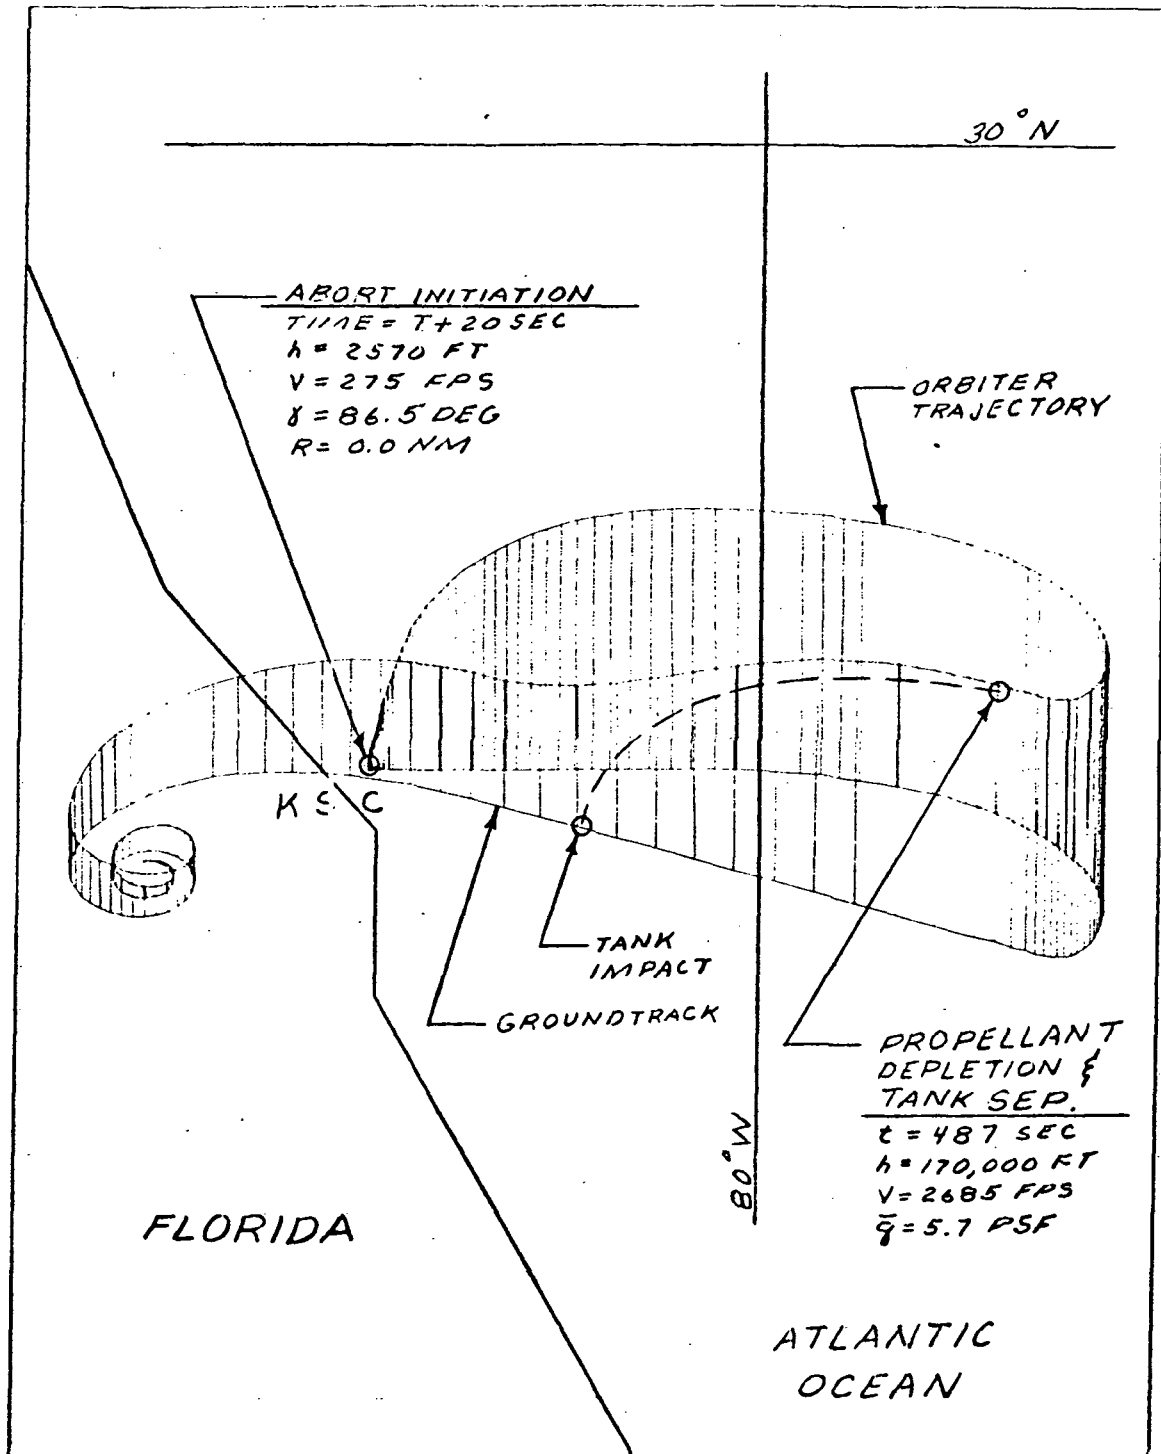 30°N
ABORT INITIATION
TIME = T+20 SEC
h = 2570 FT
V = 275 FPS
γ = 86.5 DEG
R = 0.0 NM
ORBITER
TRAJECTORY
KSC
TANK
IMPACT
GROUNDTRACK
PROPELLANT
DEPLETION &
TANK SEP.
t = 487 SEC
h = 170,000 FT
V = 2685 FPS
q̄ = 5.7 PSF
80°W
FLORIDA
ATLANTIC
OCEAN